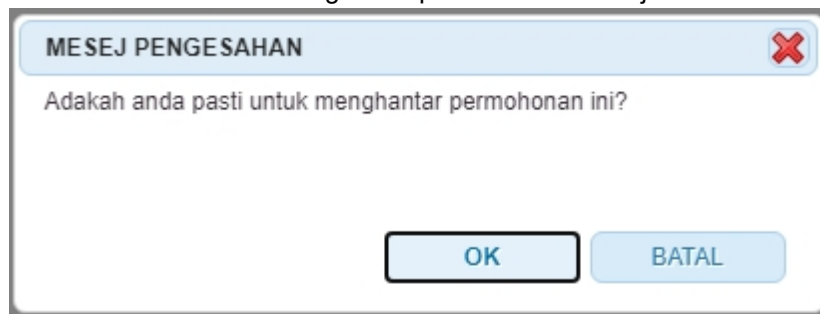 MESEJ PENGESAHAN
Adakah anda pasti untuk menghantar permohonan ini?
OK
BATAL